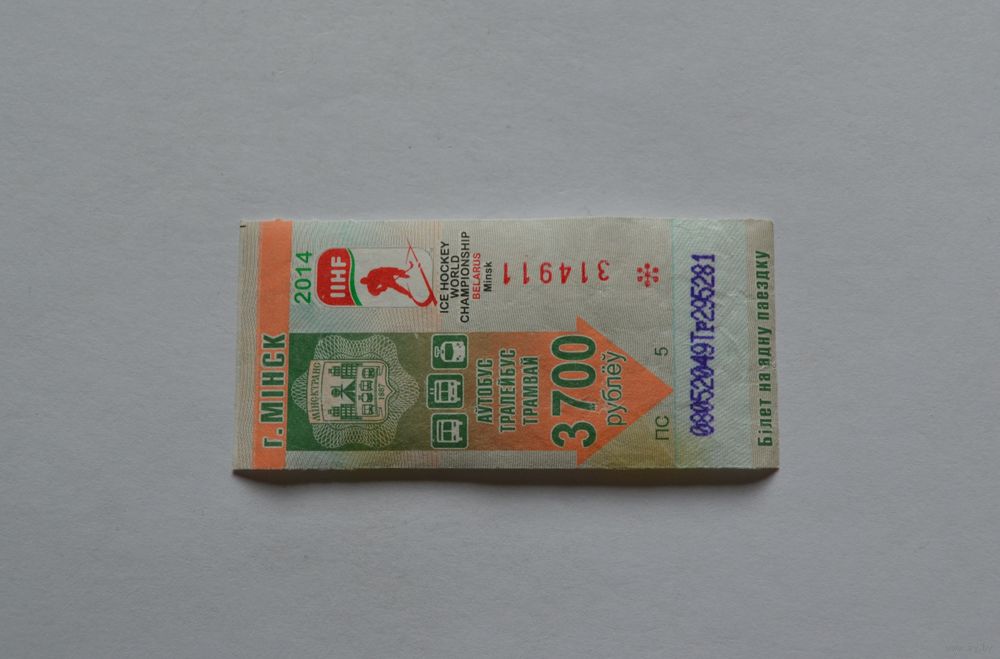 г. МІНСК
2014
IIHF
ICE HOCKEY
WORLD
CHAMPIONSHIP
BELARUS
Minsk
МІНСКТРАНС
1887
АЎТОБУС
ТРАЛЕЙБУС
ТРАМВАЙ
3700
рублёў
314911
ПС 5
08052049Тр295281
Білет на адну паездку